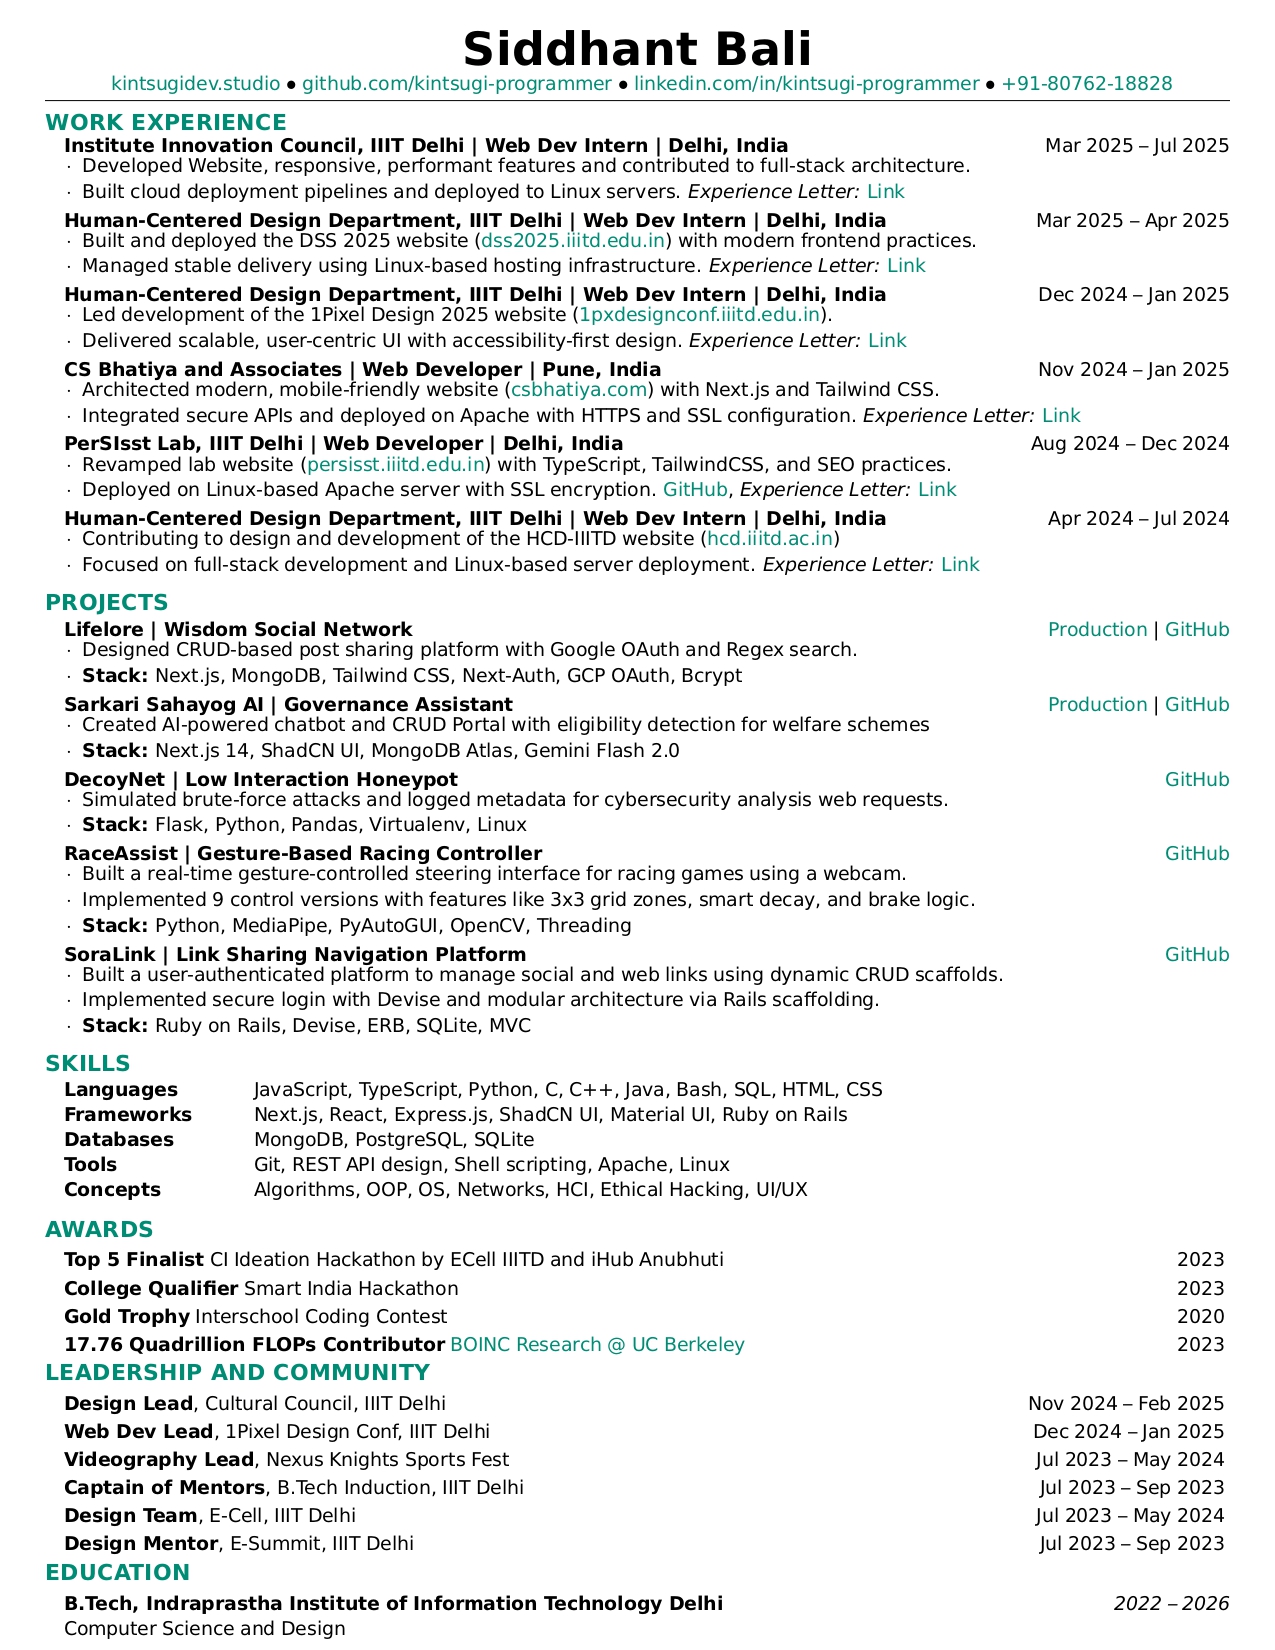 Siddhant Bali
kintsugidev.studio ● github.com/kintsugi-programmer ● linkedin.com/in/kintsugi-programmer ● +91-80762-18828
WORK EXPERIENCE
Institute Innovation Council, IIIT Delhi | Web Dev Intern | Delhi, India Mar 2025 – Jul 2025
· Developed Website, responsive, performant features and contributed to full-stack architecture.
· Built cloud deployment pipelines and deployed to Linux servers. Experience Letter: Link
Human-Centered Design Department, IIIT Delhi | Web Dev Intern | Delhi, India Mar 2025 – Apr 2025
· Built and deployed the DSS 2025 website (dss2025.iiitd.edu.in) with modern frontend practices.
· Managed stable delivery using Linux-based hosting infrastructure. Experience Letter: Link
Human-Centered Design Department, IIIT Delhi | Web Dev Intern | Delhi, India Dec 2024 – Jan 2025
· Led development of the 1Pixel Design 2025 website (1pxdesignconf.iiitd.edu.in).
· Delivered scalable, user-centric UI with accessibility-first design. Experience Letter: Link
CS Bhatiya and Associates | Web Developer | Pune, India Nov 2024 – Jan 2025
· Architected modern, mobile-friendly website (csbhatiya.com) with Next.js and Tailwind CSS.
· Integrated secure APIs and deployed on Apache with HTTPS and SSL configuration. Experience Letter: Link
PerSIsst Lab, IIIT Delhi | Web Developer | Delhi, India Aug 2024 – Dec 2024
· Revamped lab website (persisst.iiitd.edu.in) with TypeScript, TailwindCSS, and SEO practices.
· Deployed on Linux-based Apache server with SSL encryption. GitHub, Experience Letter: Link
Human-Centered Design Department, IIIT Delhi | Web Dev Intern | Delhi, India Apr 2024 – Jul 2024
· Contributing to design and development of the HCD-IIITD website (hcd.iiitd.ac.in)
· Focused on full-stack development and Linux-based server deployment. Experience Letter: Link
PROJECTS
Lifelore | Wisdom Social Network Production | GitHub
· Designed CRUD-based post sharing platform with Google OAuth and Regex search.
· Stack: Next.js, MongoDB, Tailwind CSS, Next-Auth, GCP OAuth, Bcrypt
Sarkari Sahayog AI | Governance Assistant Production | GitHub
· Created AI-powered chatbot and CRUD Portal with eligibility detection for welfare schemes
· Stack: Next.js 14, ShadCN UI, MongoDB Atlas, Gemini Flash 2.0
DecoyNet | Low Interaction Honeypot GitHub
· Simulated brute-force attacks and logged metadata for cybersecurity analysis web requests.
· Stack: Flask, Python, Pandas, Virtualenv, Linux
RaceAssist | Gesture-Based Racing Controller GitHub
· Built a real-time gesture-controlled steering interface for racing games using a webcam.
· Implemented 9 control versions with features like 3x3 grid zones, smart decay, and brake logic.
· Stack: Python, MediaPipe, PyAutoGUI, OpenCV, Threading
SoraLink | Link Sharing Navigation Platform GitHub
· Built a user-authenticated platform to manage social and web links using dynamic CRUD scaffolds.
· Implemented secure login with Devise and modular architecture via Rails scaffolding.
· Stack: Ruby on Rails, Devise, ERB, SQLite, MVC
SKILLS
Languages JavaScript, TypeScript, Python, C, C++, Java, Bash, SQL, HTML, CSS
Frameworks Next.js, React, Express.js, ShadCN UI, Material UI, Ruby on Rails
Databases MongoDB, PostgreSQL, SQLite
Tools Git, REST API design, Shell scripting, Apache, Linux
Concepts Algorithms, OOP, OS, Networks, HCI, Ethical Hacking, UI/UX
AWARDS
Top 5 Finalist CI Ideation Hackathon by ECell IIITD and iHub Anubhuti 2023
College Qualifier Smart India Hackathon 2023
Gold Trophy Interschool Coding Contest 2020
17.76 Quadrillion FLOPs Contributor BOINC Research @ UC Berkeley 2023
LEADERSHIP AND COMMUNITY
Design Lead, Cultural Council, IIIT Delhi Nov 2024 – Feb 2025
Web Dev Lead, 1Pixel Design Conf, IIIT Delhi Dec 2024 – Jan 2025
Videography Lead, Nexus Knights Sports Fest Jul 2023 – May 2024
Captain of Mentors, B.Tech Induction, IIIT Delhi Jul 2023 – Sep 2023
Design Team, E-Cell, IIIT Delhi Jul 2023 – May 2024
Design Mentor, E-Summit, IIIT Delhi Jul 2023 – Sep 2023
EDUCATION
B.Tech, Indraprastha Institute of Information Technology Delhi 2022 – 2026
Computer Science and Design